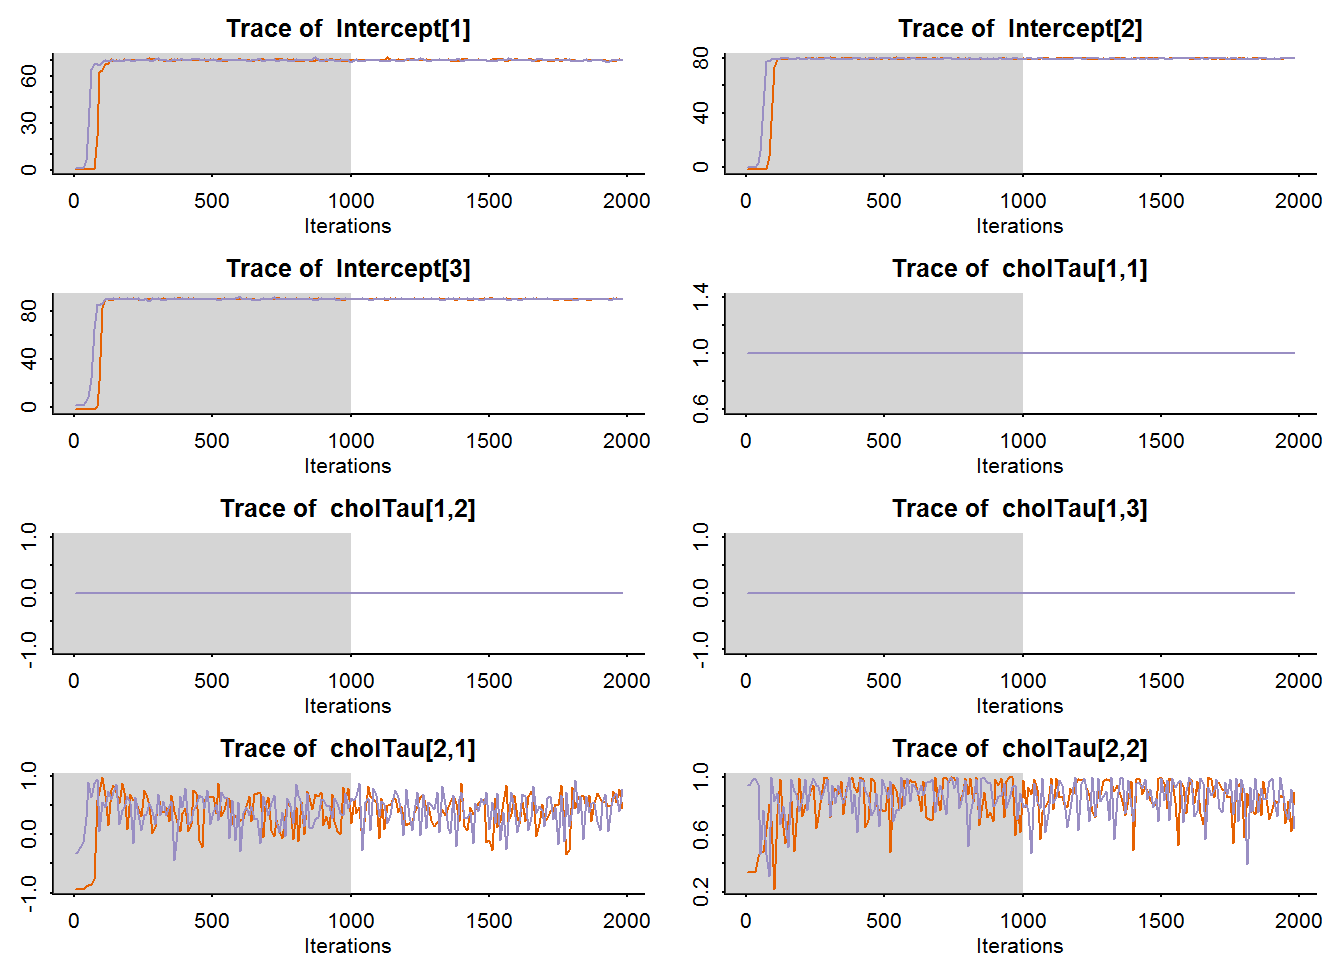 Trace of Intercept[1]
60
30
0
0 500 1000 1500 2000
Iterations
Trace of Intercept[2]
80
40
0
0 500 1000 1500 2000
Iterations
Trace of Intercept[3]
80
40
0
0 500 1000 1500 2000
Iterations
Trace of cholTau[1,1]
1.4
1.0
0.6
0 500 1000 1500 2000
Iterations
Trace of cholTau[1,2]
1.0
0.0
-1.0
0 500 1000 1500 2000
Iterations
Trace of cholTau[1,3]
1.0
0.0
-1.0
0 500 1000 1500 2000
Iterations
Trace of cholTau[2,1]
1.0
0.0
-1.0
0 500 1000 1500 2000
Iterations
Trace of cholTau[2,2]
1.0
0.6
0.2
0 500 1000 1500 2000
Iterations